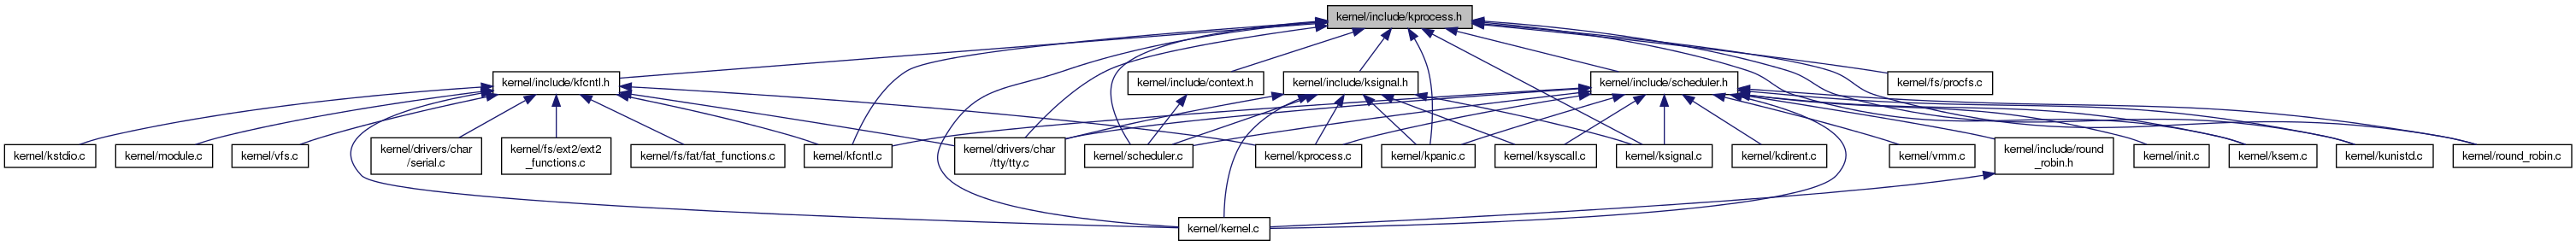 kernel/include/kprocess.h
kernel/include/kfcntl.h
kernel/include/context.h
kernel/include/ksignal.h
kernel/include/scheduler.h
kernel/fs/procfs.c
kernel/kstdio.c
kernel/module.c
kernel/vfs.c
kernel/drivers/char
/serial.c
kernel/fs/ext2/ext2
_functions.c
kernel/fs/fat/fat_functions.c
kernel/kfcntl.c
kernel/drivers/char
/tty/tty.c
kernel/scheduler.c
kernel/kprocess.c
kernel/kpanic.c
kernel/ksyscall.c
kernel/ksignal.c
kernel/kdirent.c
kernel/vmm.c
kernel/include/round
_robin.h
kernel/init.c
kernel/ksem.c
kernel/kunistd.c
kernel/round_robin.c
kernel/kernel.c